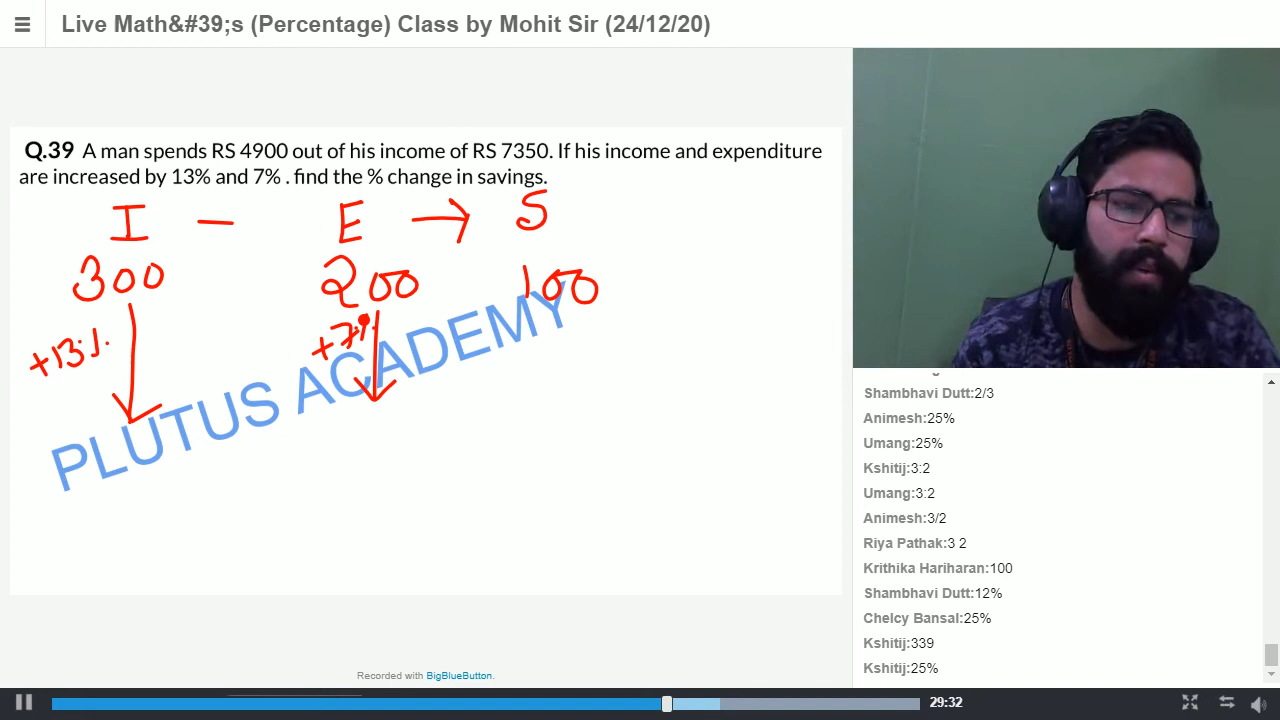 Live Math&#39;s (Percentage) Class by Mohit Sir (24/12/20)
Q.39 A man spends RS 4900 out of his income of RS 7350. If his income and expenditure
are increased by 13% and 7% . find the % change in savings.
I - E → S
300 200 100
+13% +7%
PLUTUS ACADEMY
Shambhavi Dutt:2/3
Animesh:25%
Umang:25%
Kshitij:3:2
Umang:3:2
Animesh:3/2
Riya Pathak:3 2
Krithika Hariharan:100
Shambhavi Dutt:12%
Chelcy Bansal:25%
Kshitij:339
Kshitij:25%
Recorded with BigBlueButton.
29:32